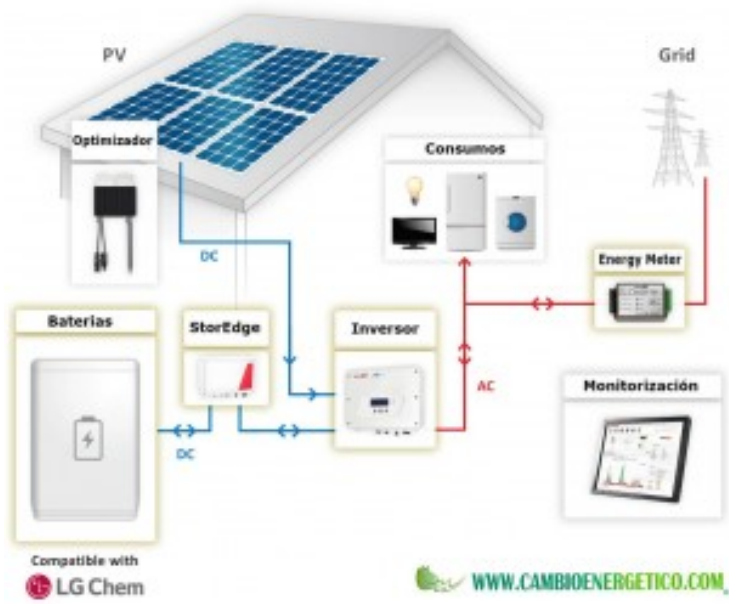 PV
Grid
Optimizador
Consumos
DC
Energy Meter
Baterias
StorEdge
Inversor
AC
Monitorización
DC
Compatible with
LG Chem
WWW.CAMBIOENERGETICO.COM